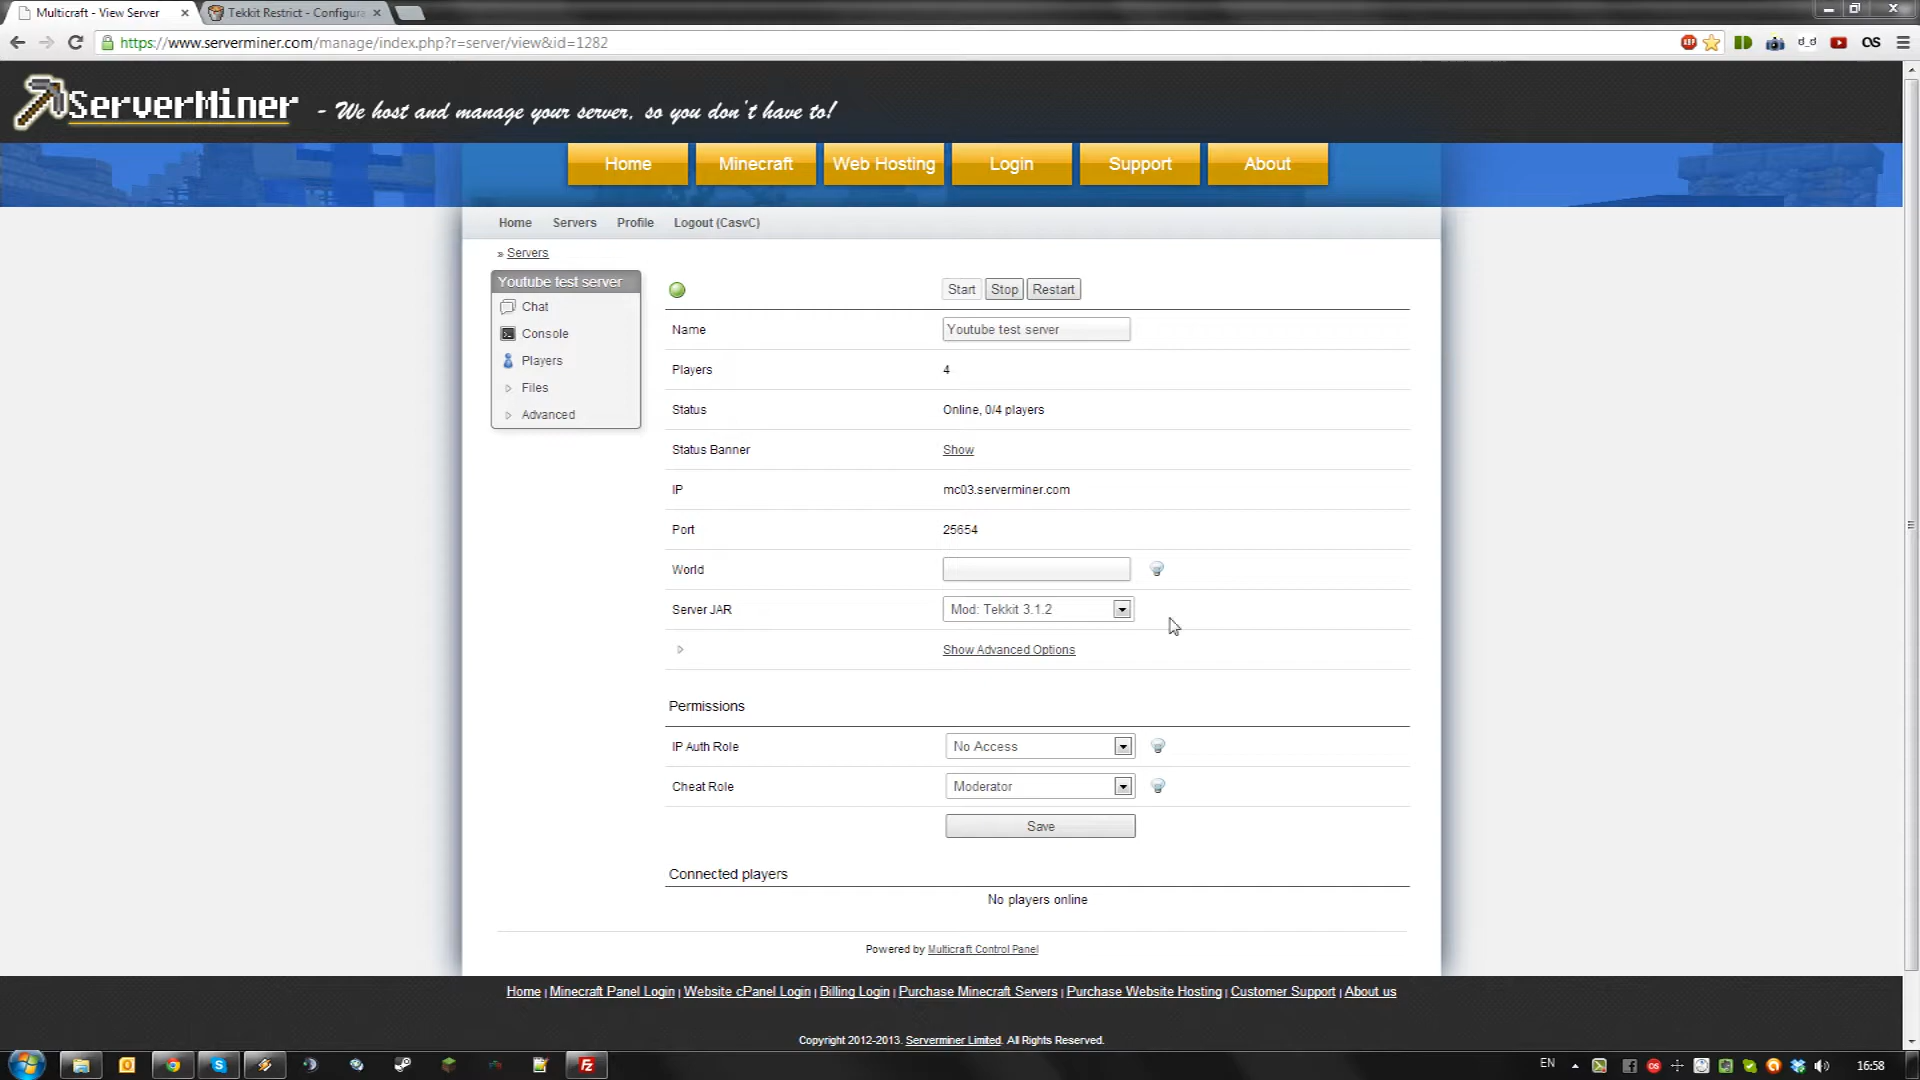 Multicraft - View Server
Tekkit Restrict - Configura
https://www.serverminer.com/manage/index.php?r=server/view&id=1282
ABP
d_d
OS
ServerMiner - We host and manage your server, so you don't have to!
Home Minecraft Web Hosting Login Support About
Home Servers Profile Logout (CasvC)
» Servers
Youtube test server
Chat
Console
Players
Files
Advanced
Start Stop Restart
Name Youtube test server
Players 4
Status Online, 0/4 players
Status Banner Show
IP mc03.serverminer.com
Port 25654
World
Server JAR Mod: Tekkit 3.1.2
Show Advanced Options
Permissions
IP Auth Role No Access
Cheat Role Moderator
Save
Connected players
No players online
Powered by Multicraft Control Panel
Home | Minecraft Panel Login | Website cPanel Login | Billing Login | Purchase Minecraft Servers | Purchase Website Hosting | Customer Support | About us
Copyright 2012-2013. Serverminer Limited. All Rights Reserved.
EN 16:58